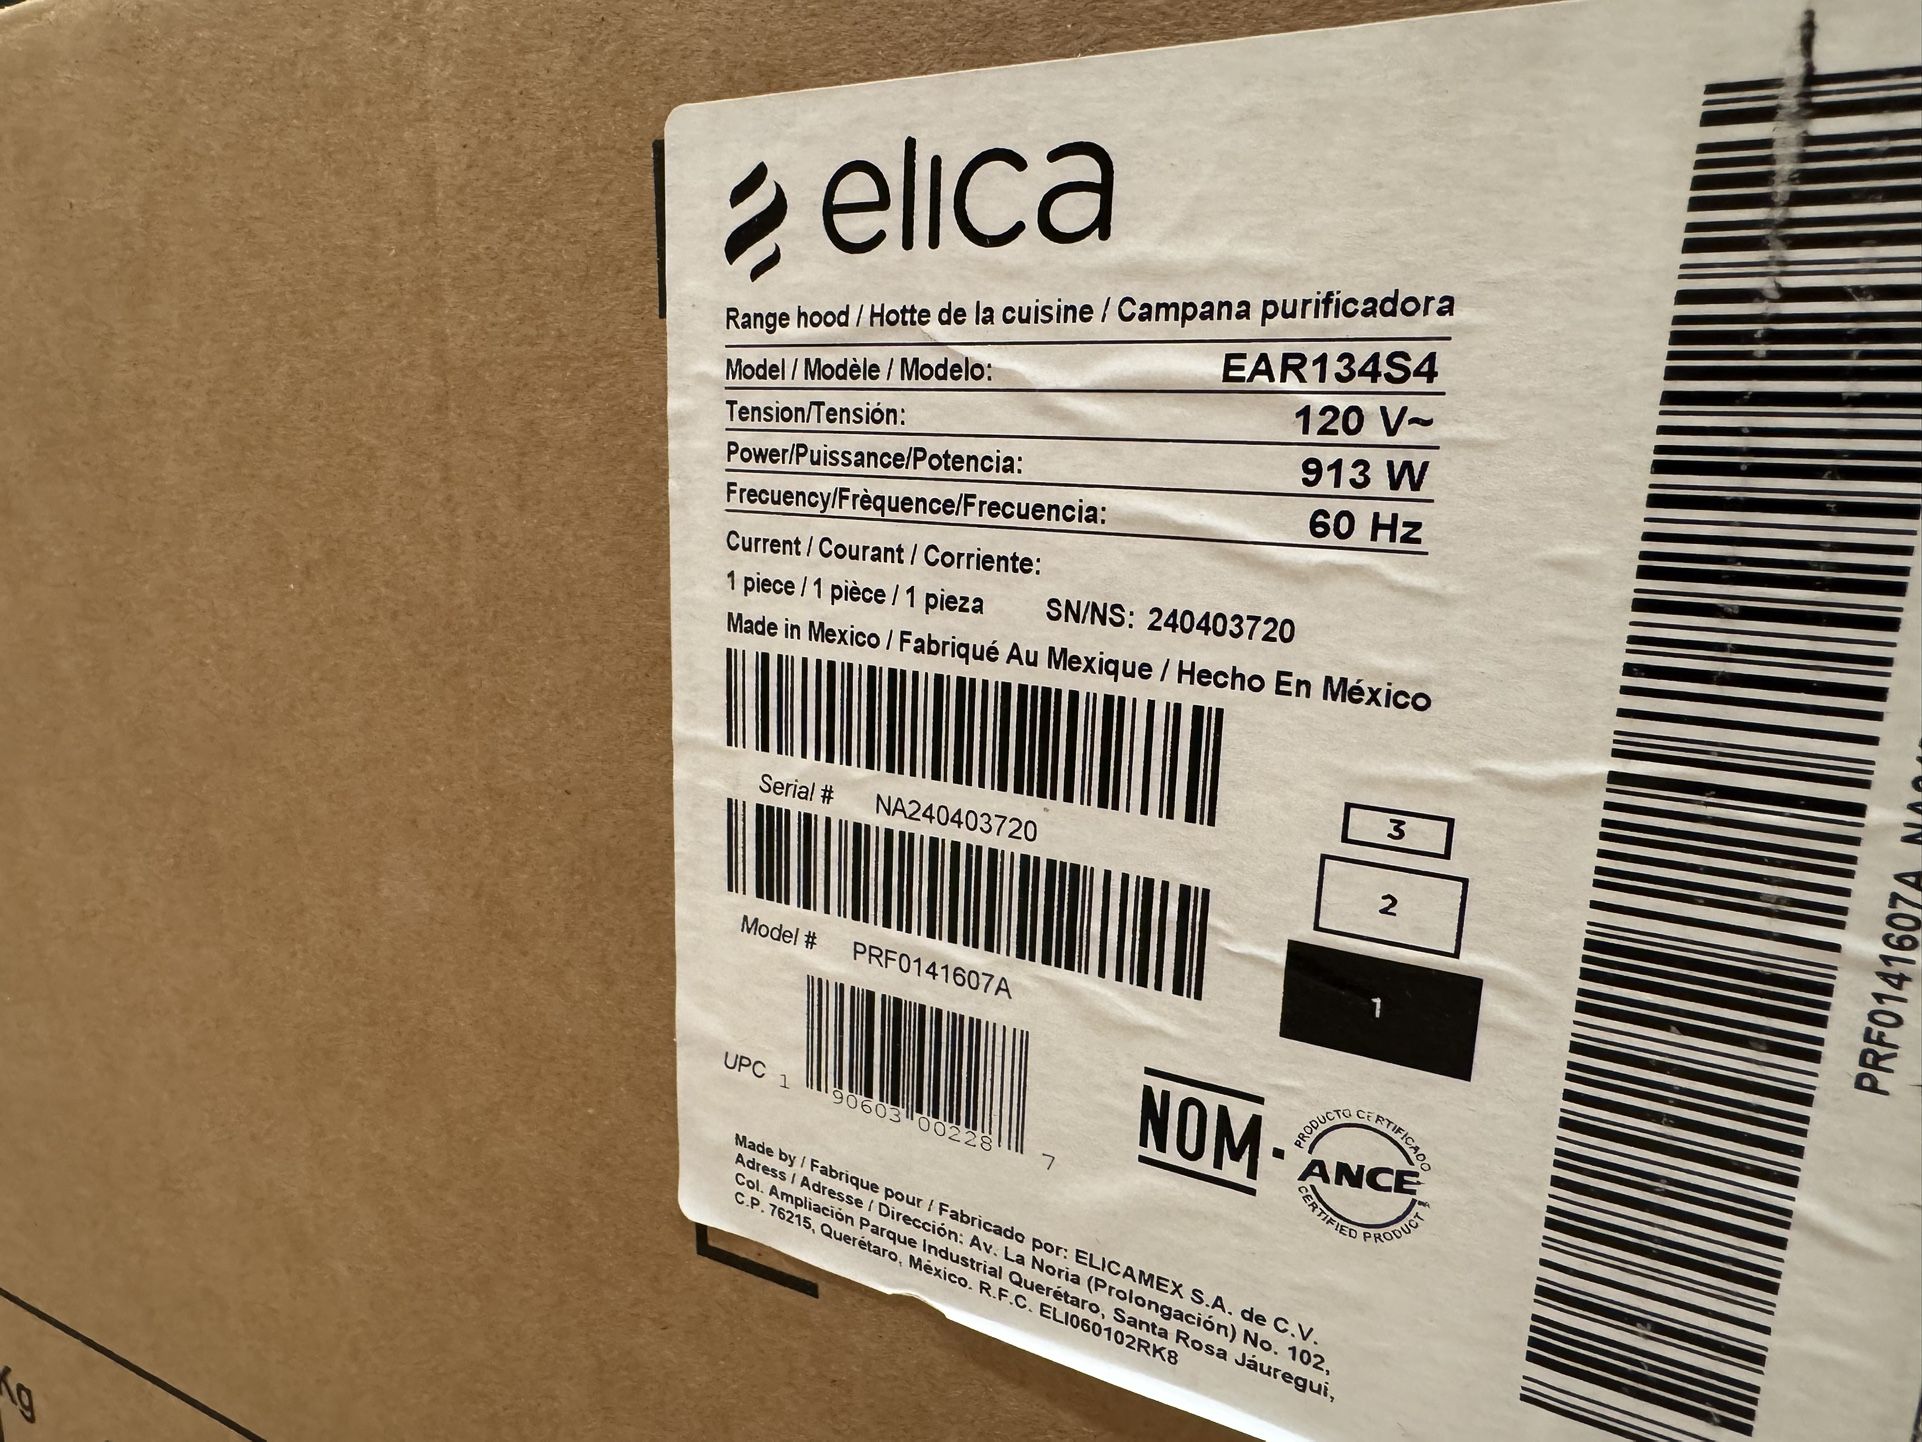 elica
Range hood / Hotte de la cuisine / Campana purificadora
Model / Modèle / Modelo: EAR134S4
Tension/Tensión: 120 V~
Power/Puissance/Potencia: 913 W
Frecuency/Frèquence/Frecuencia: 60 Hz
Current / Courant / Corriente:
1 piece / 1 pièce / 1 pieza SN/NS: 240403720
Made in Mexico / Fabriqué Au Mexique / Hecho En México
Serial # NA240403720
Model # PRF0141607A
UPC 1 90603 00228 7
3
2
1
NOM
PRODUCTO CERTIFICADO
ANCE
CERTIFIED PRODUCT
Made by / Fabrique pour / Fabricado por: ELICAMEX S.A. de C.V.
Adress / Adresse / Dirección: Av. La Noria (Prolongación) No. 102,
Col. Ampliación Parque Industrial Querétaro, Santa Rosa Jáuregui,
C.P. 76215, Querétaro, México. R.F.C. ELI060102RK8
PRF0141607A
Kg